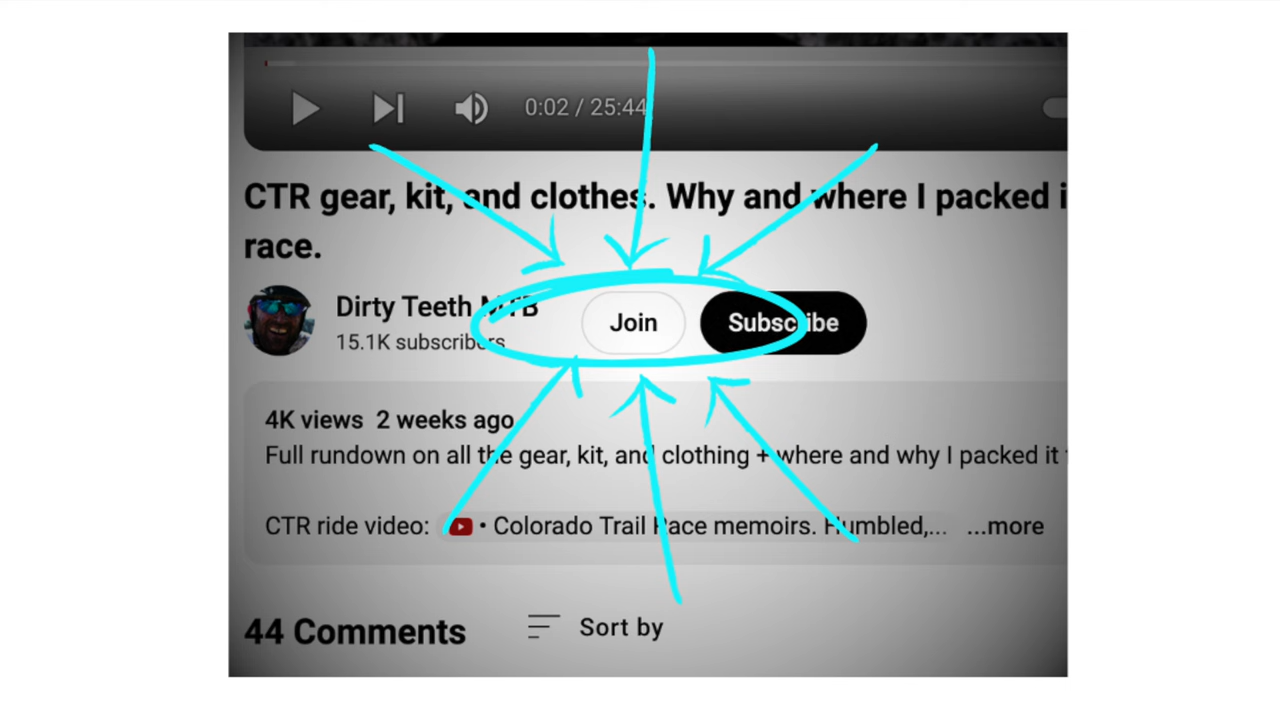 0:02 / 25:44
CTR gear, kit, and clothes. Why and where I packed i
race.
Dirty Teeth MTB
15.1K subscribers
Join
Subscribe
4K views 2 weeks ago
Full rundown on all the gear, kit, and clothing + where and why I packed it
CTR ride video: • Colorado Trail Race memoirs. Humbled,... ...more
44 Comments
Sort by